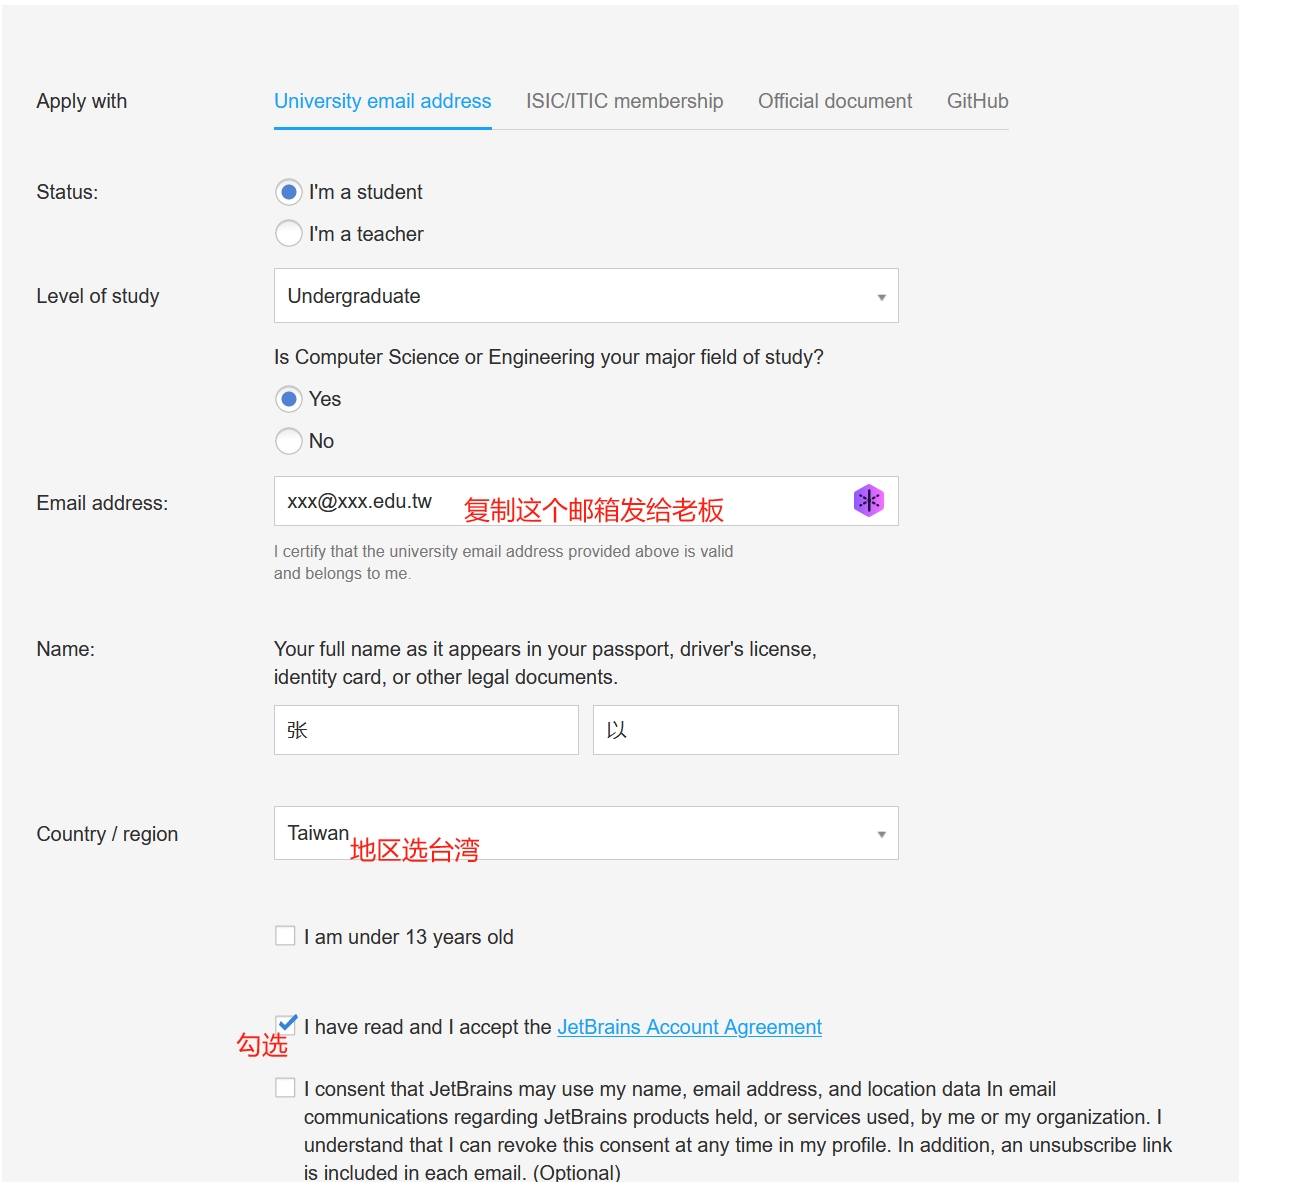 Apply with
University email address
ISIC/ITIC membership
Official document
GitHub
Status:
I'm a student
I'm a teacher
Level of study
Undergraduate
Is Computer Science or Engineering your major field of study?
Yes
No
Email address:
xxx@xxx.edu.tw
复制这个邮箱发给老板
I certify that the university email address provided above is valid
and belongs to me.
Name:
Your full name as it appears in your passport, driver's license,
identity card, or other legal documents.
张
以
Country / region
Taiwan
地区选台湾
I am under 13 years old
I have read and I accept the JetBrains Account Agreement
勾选
I consent that JetBrains may use my name, email address, and location data In email
communications regarding JetBrains products held, or services used, by me or my organization. I
understand that I can revoke this consent at any time in my profile. In addition, an unsubscribe link
is included in each email. (Optional)